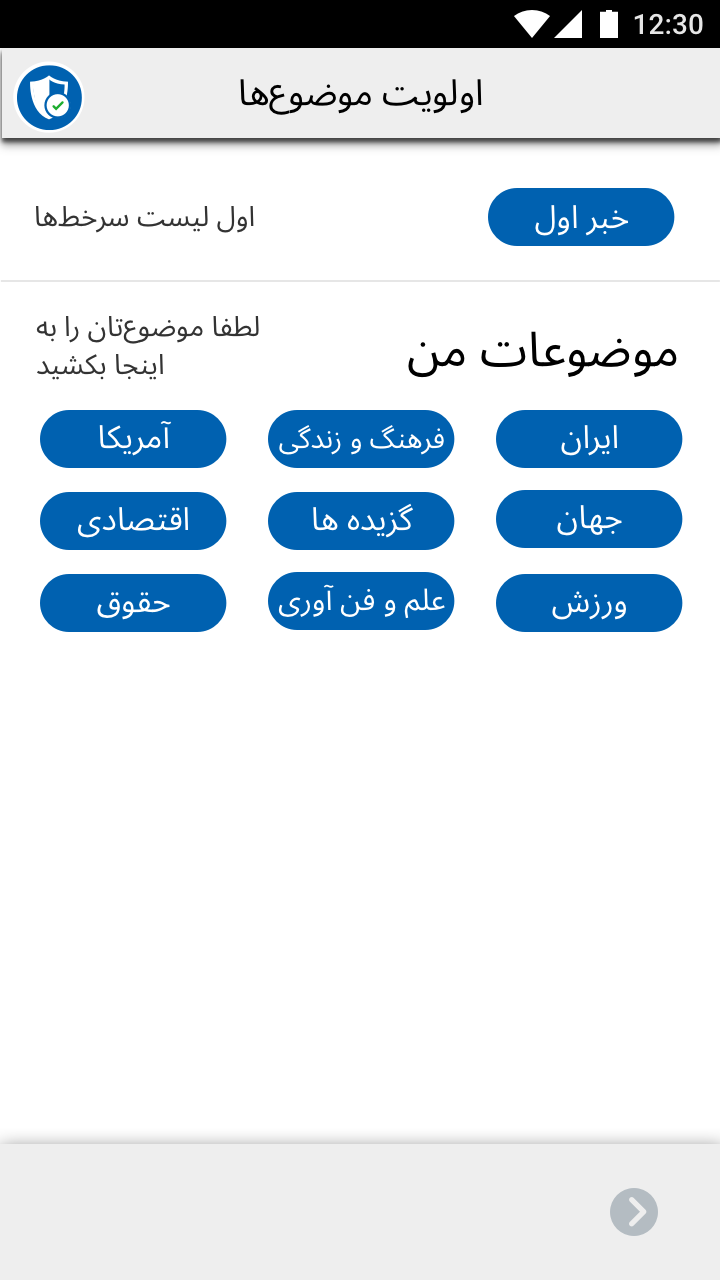 12:30
اولویت موضوع‌ها
خبر اول
اول لیست سرخط‌ها
موضوعات من
لطفا موضوع‌تان را به
اینجا بکشید
ایران
فرهنگ و زندگی
آمریکا
جهان
گزیده ها
اقتصادی
ورزش
علم و فن آوری
حقوق